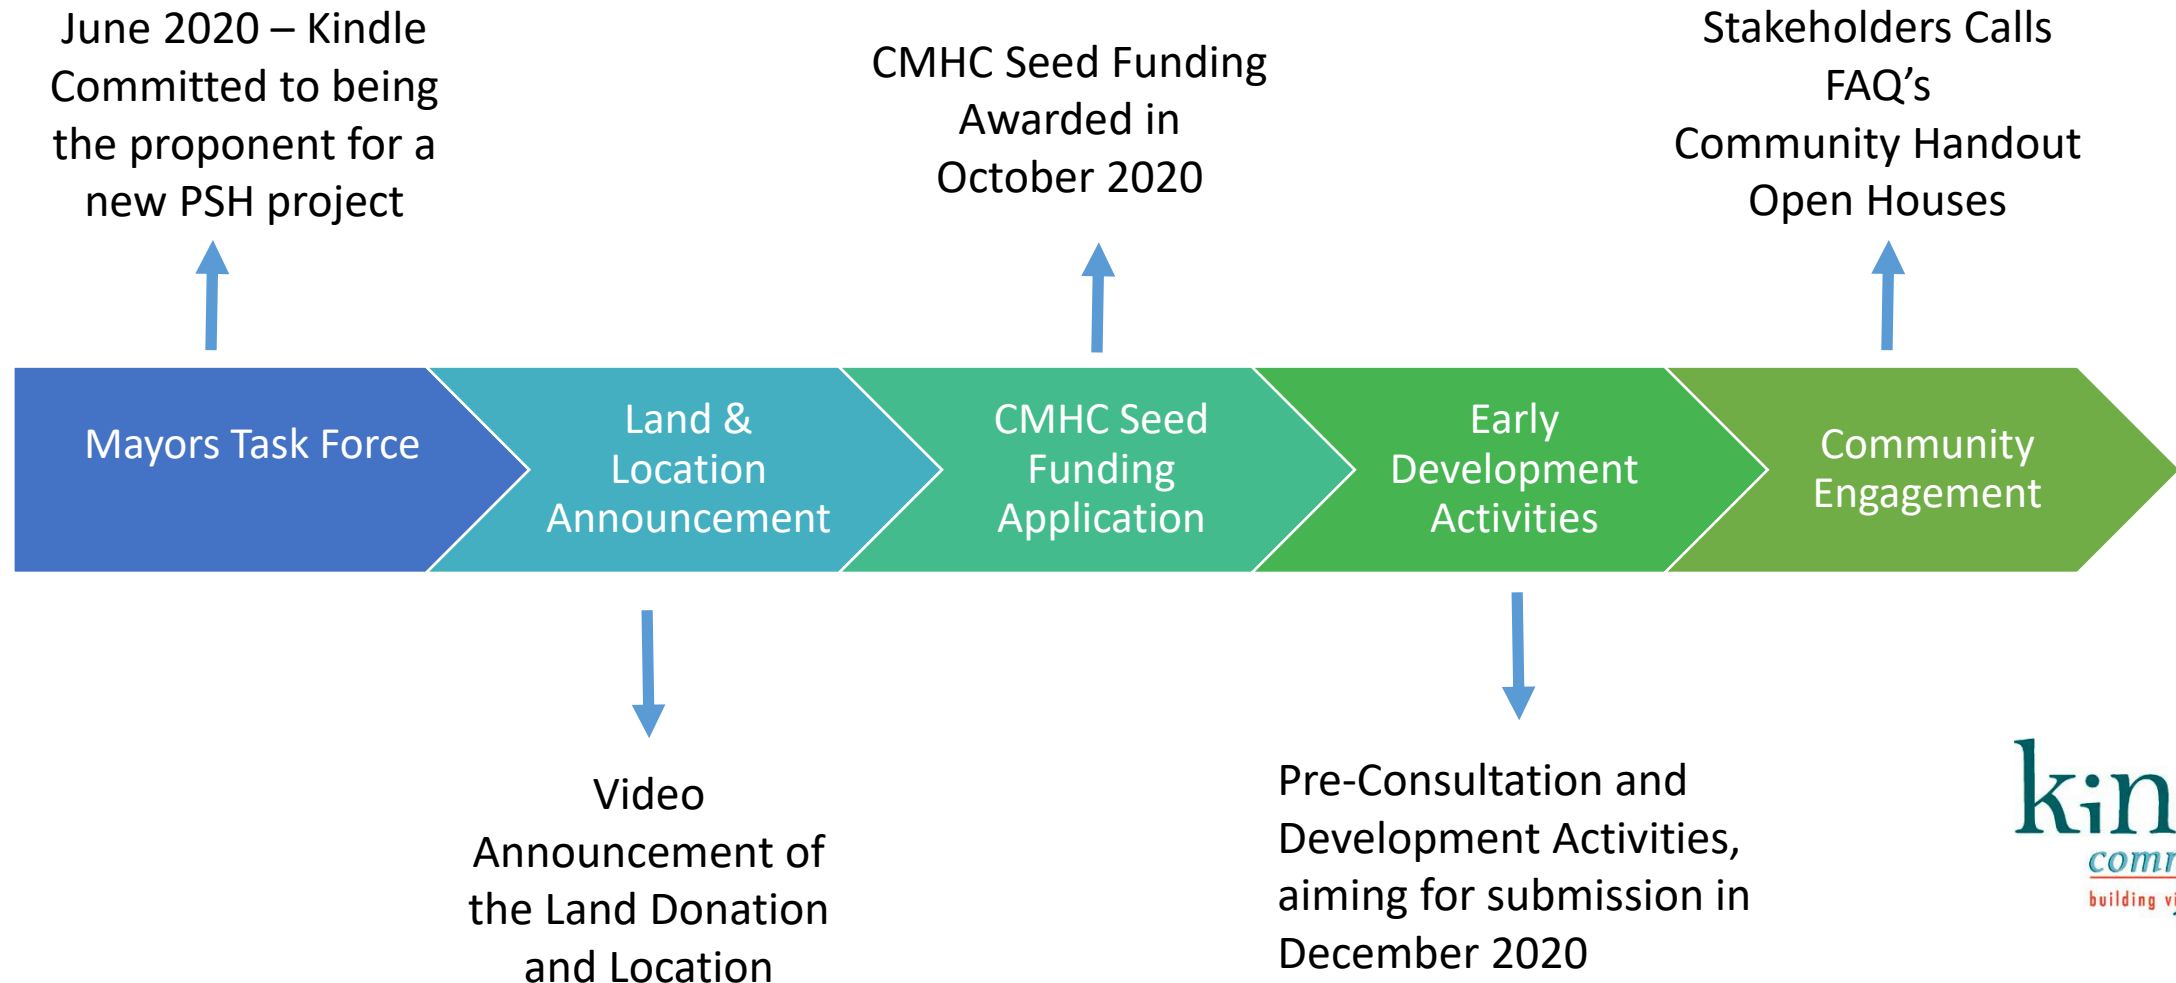 June 2020 – Kindle
Committed to being
the proponent for a
new PSH project
CMHC Seed Funding
Awarded in
October 2020
Stakeholders Calls
FAQ’s
Community Handout
Open Houses
Mayors Task Force
Land &
Location
Announcement
CMHC Seed
Funding
Application
Early
Development
Activities
Community
Engagement
Video
Announcement of
the Land Donation
and Location
Pre-Consultation and
Development Activities,
aiming for submission in
December 2020
kin
building